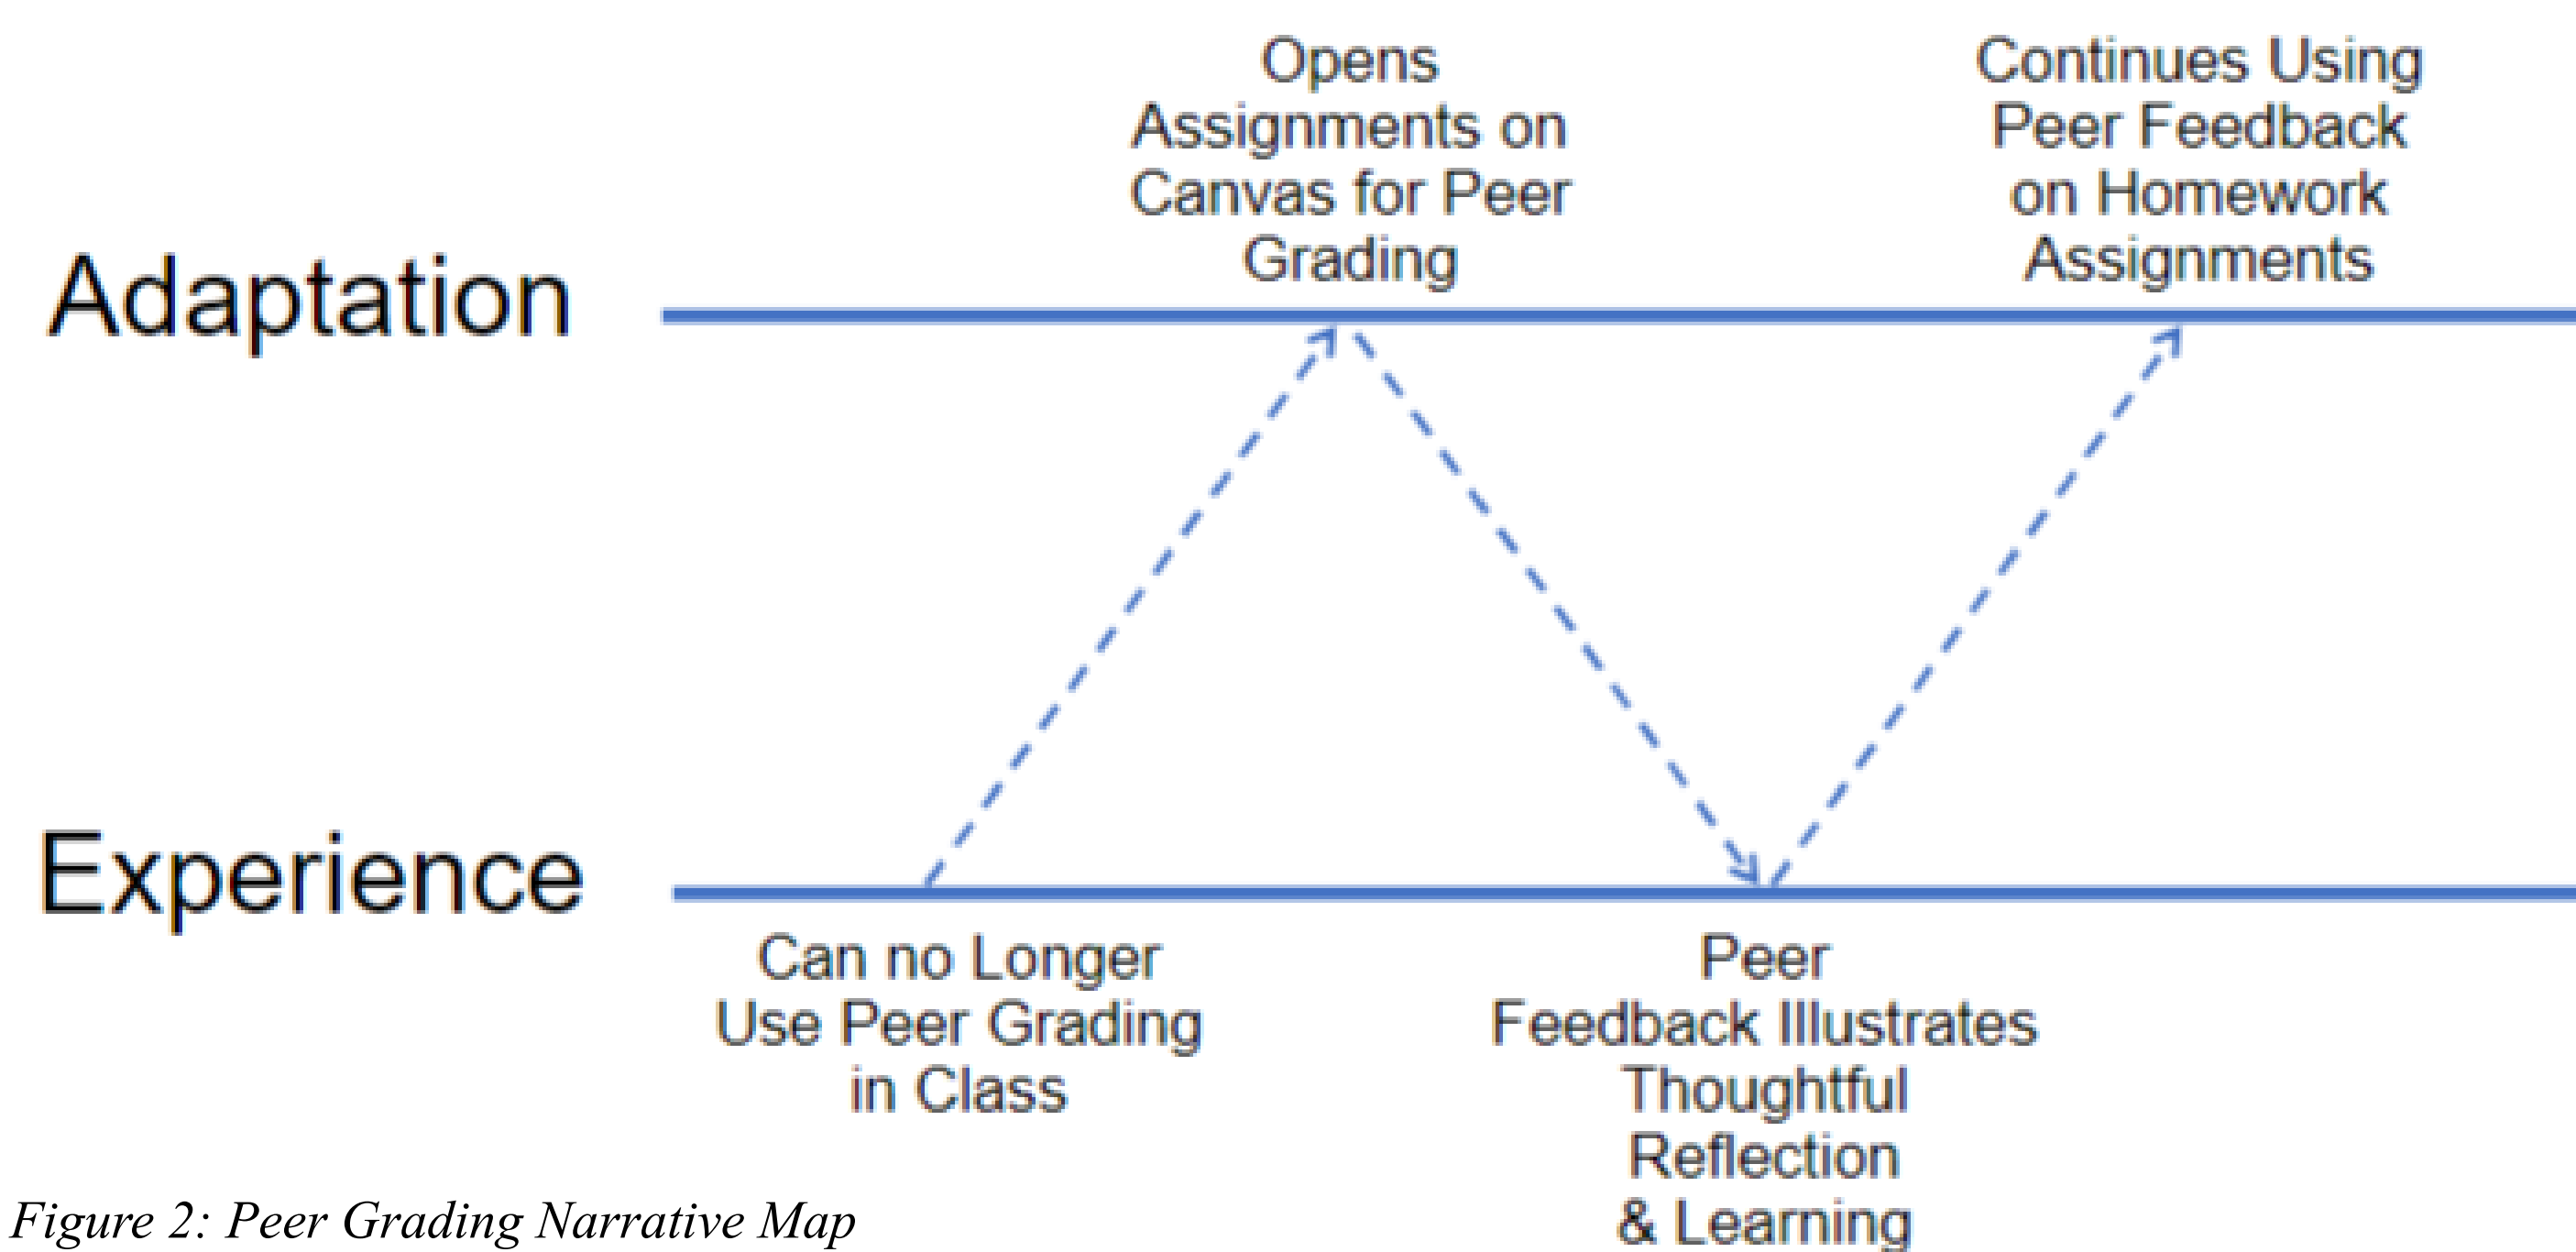 Opens
Assignments on
Canvas for Peer
Grading
Continues Using
Peer Feedback
on Homework
Assignments
Adaptation
Experience
Can no Longer
Use Peer Grading
in Class
Peer
Feedback Illustrates
Thoughtful
Reflection
& Learning
Figure 2: Peer Grading Narrative Map